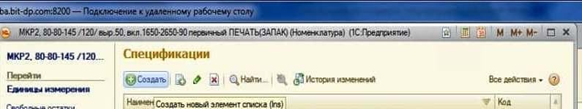 ba.bit-dp.com:8200 — Подключение к удаленному рабочему столу
МКР2, 80-80-145 /120/ выр.50, вкл.1650-2650-90 первичный ПЕЧАТЬ(ЗАПАК) (Номенклатура) (1С:Предприятие) M M+ M-
МКР2, 80-80-145 /120... Спецификации
Перейти
Создать Найти... История изменений Все действия
Единицы измерения
Свободные остатки Наимен Создать новый элемент списка (Ins) Код